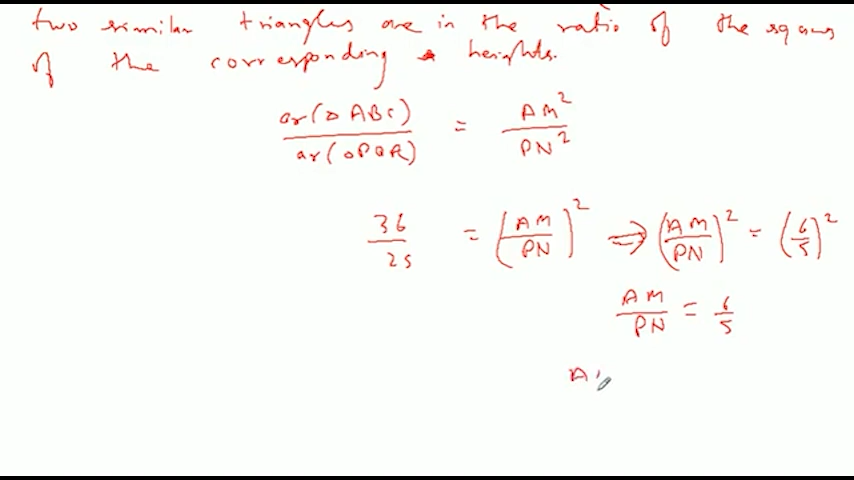 two similar triangles are in the ratio of the squares
of the corresponding heights.
ar(△ABC) / ar(△PQR) = AM² / PN²
36 / 25 = (AM / PN)² ⇒ (AM / PN)² = (6 / 5)²
AM / PN = 6 / 5
A